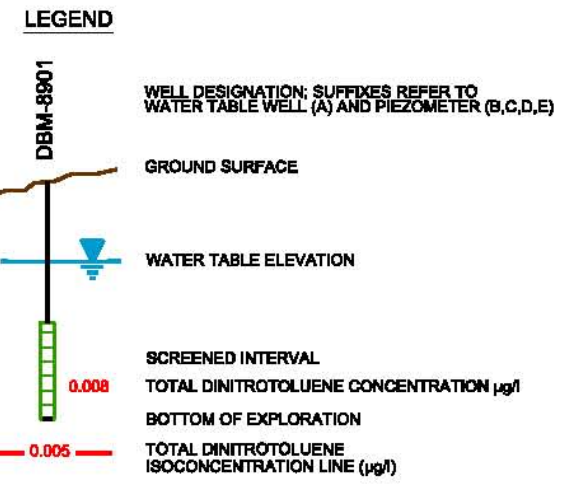 LEGEND
DBM-8901
WELL DESIGNATION; SUFFIXES REFER TO
WATER TABLE WELL (A) AND PIEZOMETER (B,C,D,E)
GROUND SURFACE
WATER TABLE ELEVATION
SCREENED INTERVAL
0.008 TOTAL DINITROTOLUENE CONCENTRATION µg/l
BOTTOM OF EXPLORATION
0.005 TOTAL DINITROTOLUENE
ISOCONCENTRATION LINE (µg/l)